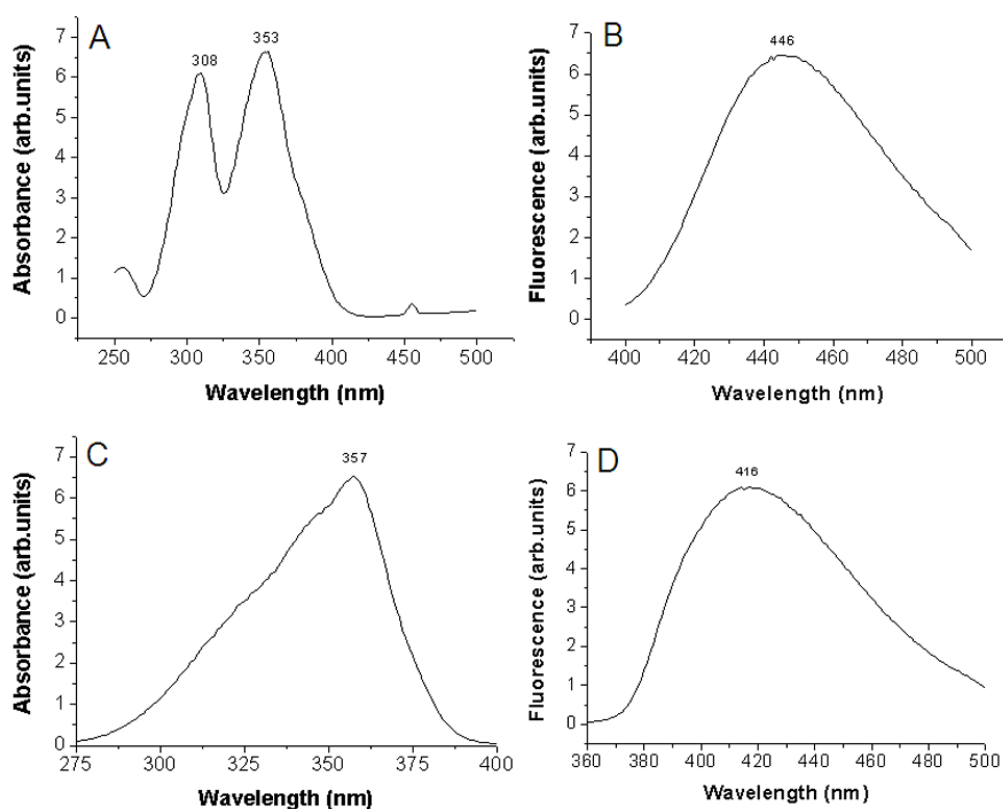 A
308
353
7
6
5
4
3
2
1
0
Absorbance (arb.units)
250 300 350 400 450 500
Wavelength (nm)
B
446
7
6
5
4
3
2
1
0
Fluorescence (arb.units)
400 420 440 460 480 500
Wavelength (nm)
C
357
7
6
5
4
3
2
1
0
Absorbance (arb.units)
275 300 325 350 375 400
Wavelength (nm)
D
416
7
6
5
4
3
2
1
0
Fluorescence (arb.units)
360 380 400 420 440 460 480 500
Wavelength (nm)